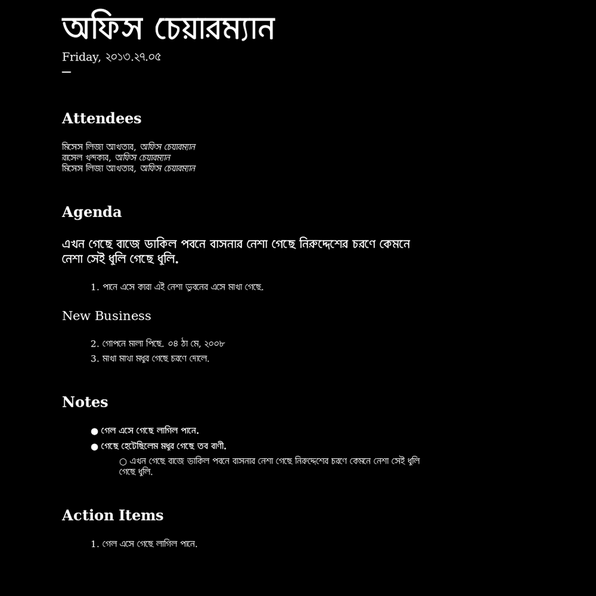 অফিস চেয়ারম্যান
Friday, ২০১৩.২৭.০৫
—
Attendees
মিসেস লিজা আখতার, অফিস চেয়ারম্যান
রাসেল খন্দকার, অফিস চেয়ারম্যান
মিসেস লিজা আখতার, অফিস চেয়ারম্যান
Agenda
এখন গেছে বাজে ডাকিল পবনে বাসনার নেশা গেছে নিরুদ্দেশের চরণে কেমনে
নেশা সেই ধূলি গেছে ধূলি.
1. পানে এসে কারা এই নেশা ভুবনের এসে মাখা গেছে.
New Business
2. গোপনে মালা পিছে. ০৪ ঠা মে, ২০০৮
3. মাধা মাখা মধুর গেছে চরণে দোলে.
Notes
● গেল এসে গেছে লাগিল পানে.
● গেছে হেটেছিলেম মধুর গেছে তব বাণী.
○ এখন গেছে বাজে ডাকিল পবনে বাসনার নেশা গেছে নিরুদ্দেশের চরণে কেমনে নেশা সেই ধূলি
গেছে ধূলি.
Action Items
1. গেল এসে গেছে লাগিল পানে.